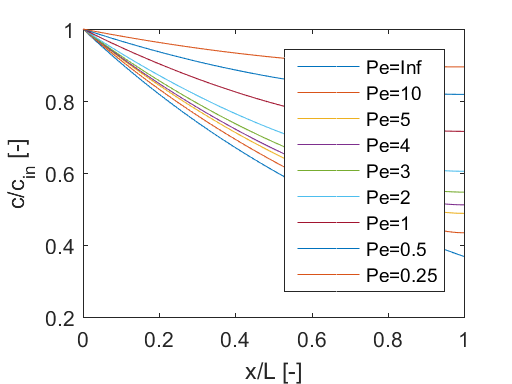 1
0.8
0.6
0.4
0.2
c/c_in [-]
0 0.2 0.4 0.6 0.8 1
x/L [-]
Pe=Inf
Pe=10
Pe=5
Pe=4
Pe=3
Pe=2
Pe=1
Pe=0.5
Pe=0.25